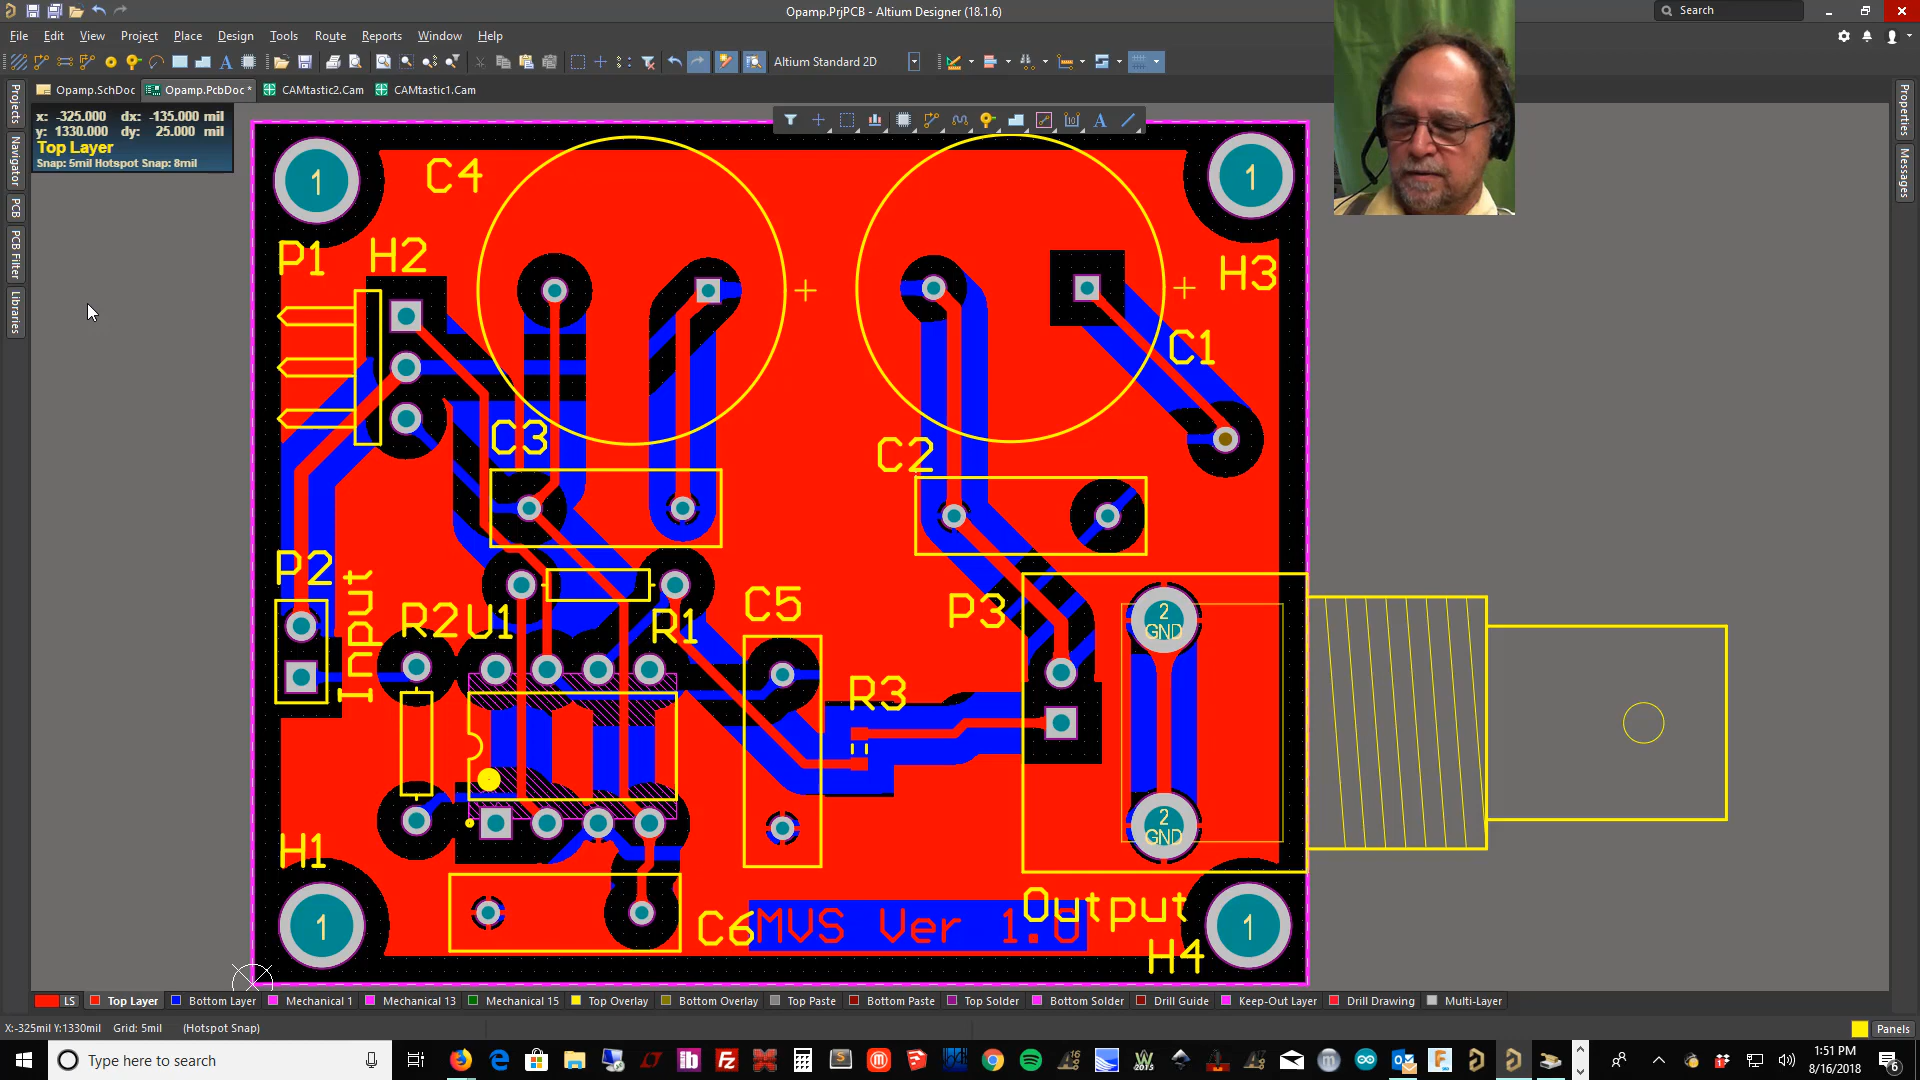 Opamp.PrjPCB - Altium Designer (18.1.6)
Search
File Edit View Project Place Design Tools Route Reports Window Help
Altium Standard 2D
Opamp.SchDoc Opamp.PcbDoc * CAMtastic2.Cam CAMtastic1.Cam
x: -325.000 dx: -135.000 mil
y: 1330.000 dy: 25.000 mil
Top Layer
Snap: 5mil Hotspot Snap: 8mil
Projects
Navigator
PCB
PCB Filter
Libraries
Properties
Messages
1
C4
1
P1
H2
H3
+
+
C1
C3
C2
P2
Input
R2
U1
R1
C5
P3
2
GND
R3
2
GND
H1
1
C6
MVS Ver 1.0
Output
H4
1
LS Top Layer Bottom Layer Mechanical 1 Mechanical 13 Mechanical 15 Top Overlay Bottom Overlay Top Paste Bottom Paste Top Solder Bottom Solder Drill Guide Keep-Out Layer Drill Drawing Multi-Layer
X:-325mil Y:1330mil Grid: 5mil (Hotspot Snap)
Panels
Type here to search
1:51 PM
8/16/2018
6